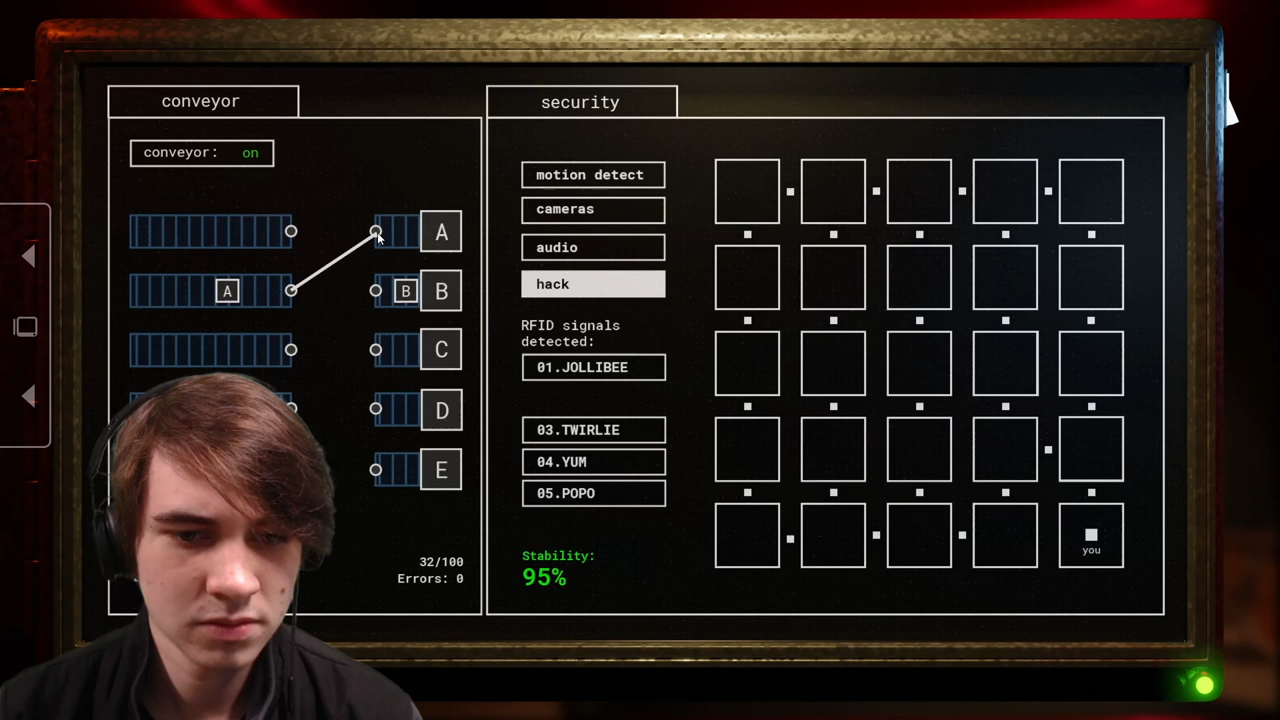 conveyor
conveyor: on
A
A B B
C
D
E
32/100
Errors: 0
security
motion detect
cameras
audio
hack
RFID signals
detected:
01.JOLLIBEE
03.TWIRLIE
04.YUM
05.POPO
Stability:
95%
you